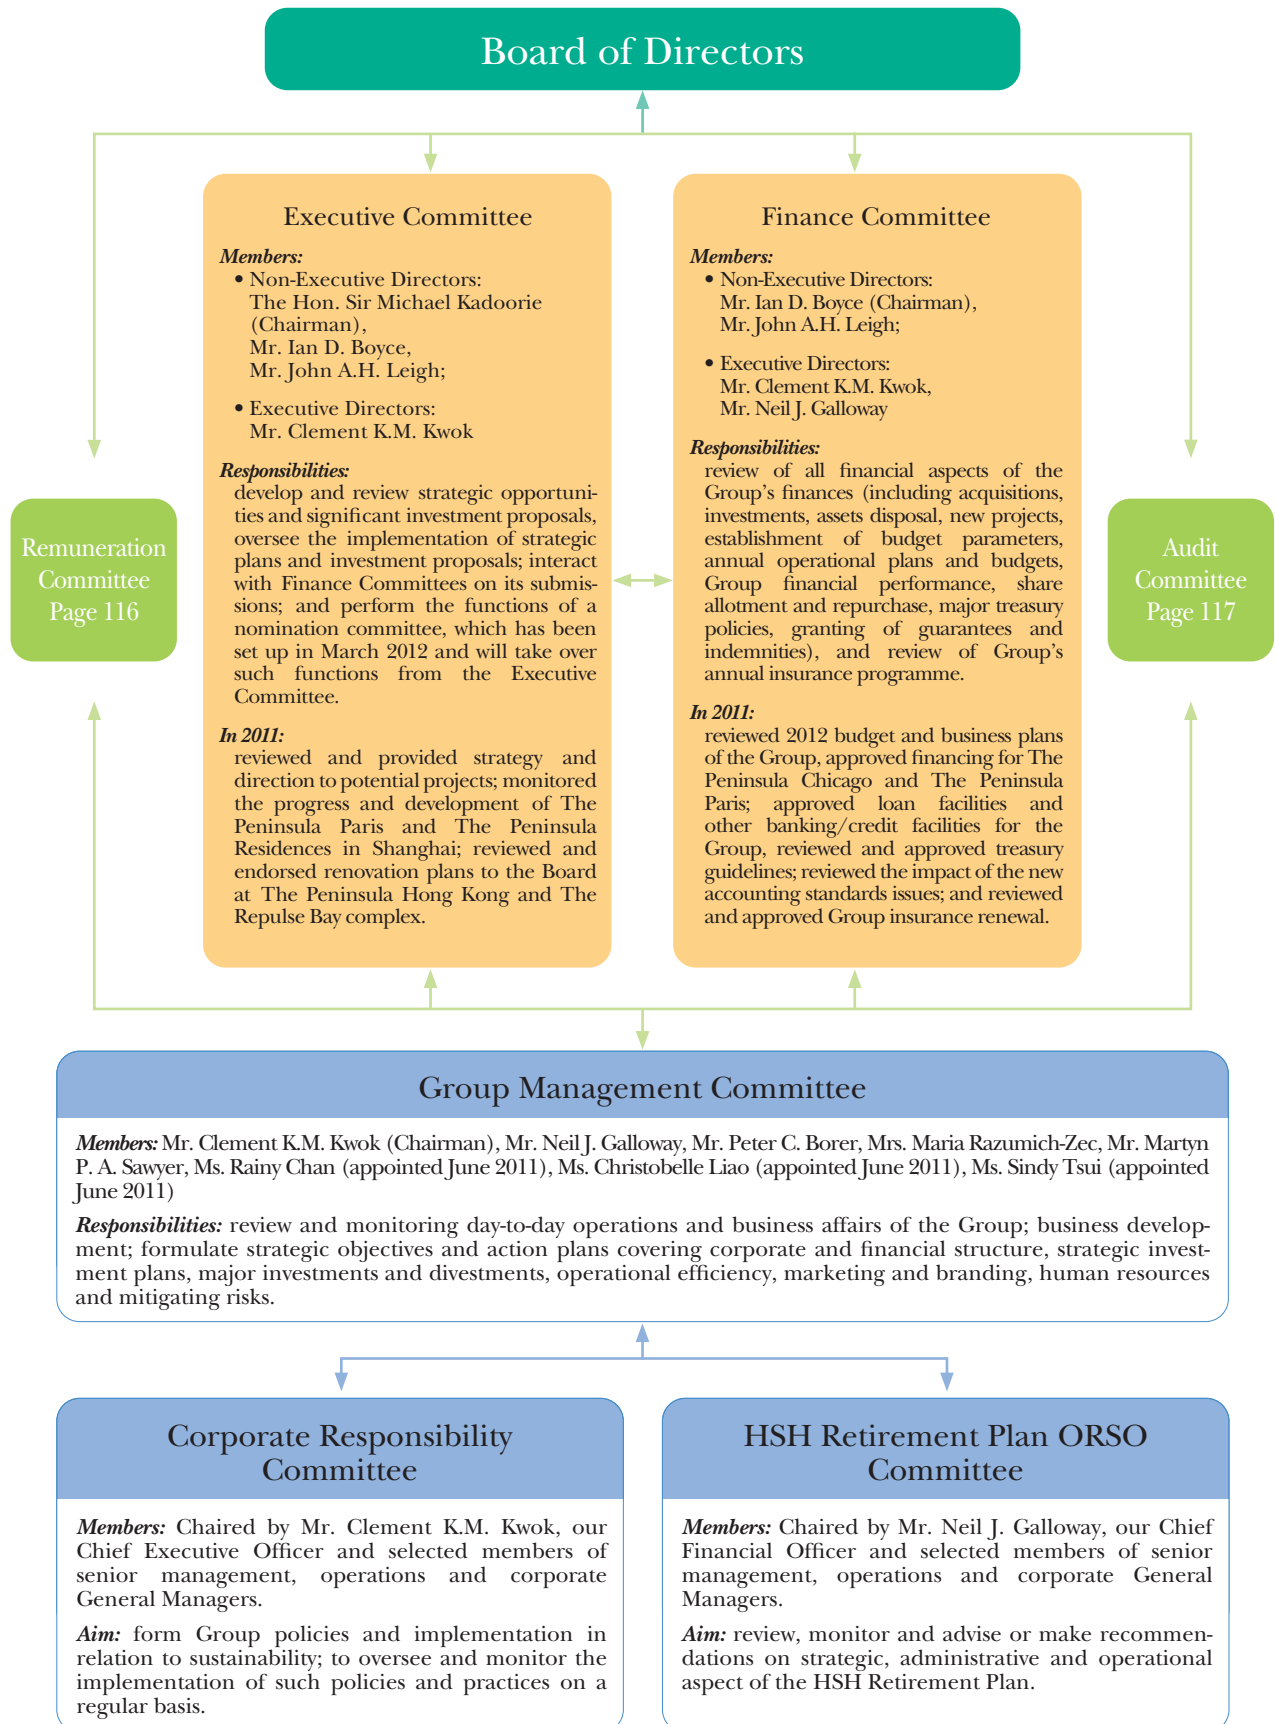 Board of Directors
Executive Committee
Members:
• Non-Executive Directors:
The Hon. Sir Michael Kadoorie
(Chairman),
Mr. Ian D. Boyce,
Mr. John A.H. Leigh;
• Executive Directors:
Mr. Clement K.M. Kwok
Responsibilities:
develop and review strategic opportuni-
ties and significant investment proposals,
oversee the implementation of strategic
plans and investment proposals; interact
with Finance Committees on its submis-
sions; and perform the functions of a
nomination committee, which has been
set up in March 2012 and will take over
such functions from the Executive
Committee.
In 2011:
reviewed and provided strategy and
direction to potential projects; monitored
the progress and development of The
Peninsula Paris and The Peninsula
Residences in Shanghai; reviewed and
endorsed renovation plans to the Board
at The Peninsula Hong Kong and The
Repulse Bay complex.
Finance Committee
Members:
• Non-Executive Directors:
Mr. Ian D. Boyce (Chairman),
Mr. John A.H. Leigh;
• Executive Directors:
Mr. Clement K.M. Kwok,
Mr. Neil J. Galloway
Responsibilities:
review of all financial aspects of the
Group's finances (including acquisitions,
investments, assets disposal, new projects,
establishment of budget parameters,
annual operational plans and budgets,
Group financial performance, share
allotment and repurchase, major treasury
policies, granting of guarantees and
indemnities), and review of Group's
annual insurance programme.
In 2011:
reviewed 2012 budget and business plans
of the Group, approved financing for The
Peninsula Chicago and The Peninsula
Paris; approved loan facilities and
other banking/credit facilities for the
Group, reviewed and approved treasury
guidelines; reviewed the impact of the new
accounting standards issues; and reviewed
and approved Group insurance renewal.
Remuneration
Committee
Page 116
Audit
Committee
Page 117
Group Management Committee
Members: Mr. Clement K.M. Kwok (Chairman), Mr. Neil J. Galloway, Mr. Peter C. Borer, Mrs. Maria Razumich-Zec, Mr. Martyn
P. A. Sawyer, Ms. Rainy Chan (appointed June 2011), Ms. Christobelle Liao (appointed June 2011), Ms. Sindy Tsui (appointed
June 2011)
Responsibilities: review and monitoring day-to-day operations and business affairs of the Group; business develop-
ment; formulate strategic objectives and action plans covering corporate and financial structure, strategic invest-
ment plans, major investments and divestments, operational efficiency, marketing and branding, human resources
and mitigating risks.
Corporate Responsibility
Committee
Members: Chaired by Mr. Clement K.M. Kwok, our
Chief Executive Officer and selected members of
senior management, operations and corporate
General Managers.
Aim: form Group policies and implementation in
relation to sustainability; to oversee and monitor the
implementation of such policies and practices on a
regular basis.
HSH Retirement Plan ORSO
Committee
Members: Chaired by Mr. Neil J. Galloway, our Chief
Financial Officer and selected members of senior
management, operations and corporate General
Managers.
Aim: review, monitor and advise or make recommen-
dations on strategic, administrative and operational
aspect of the HSH Retirement Plan.